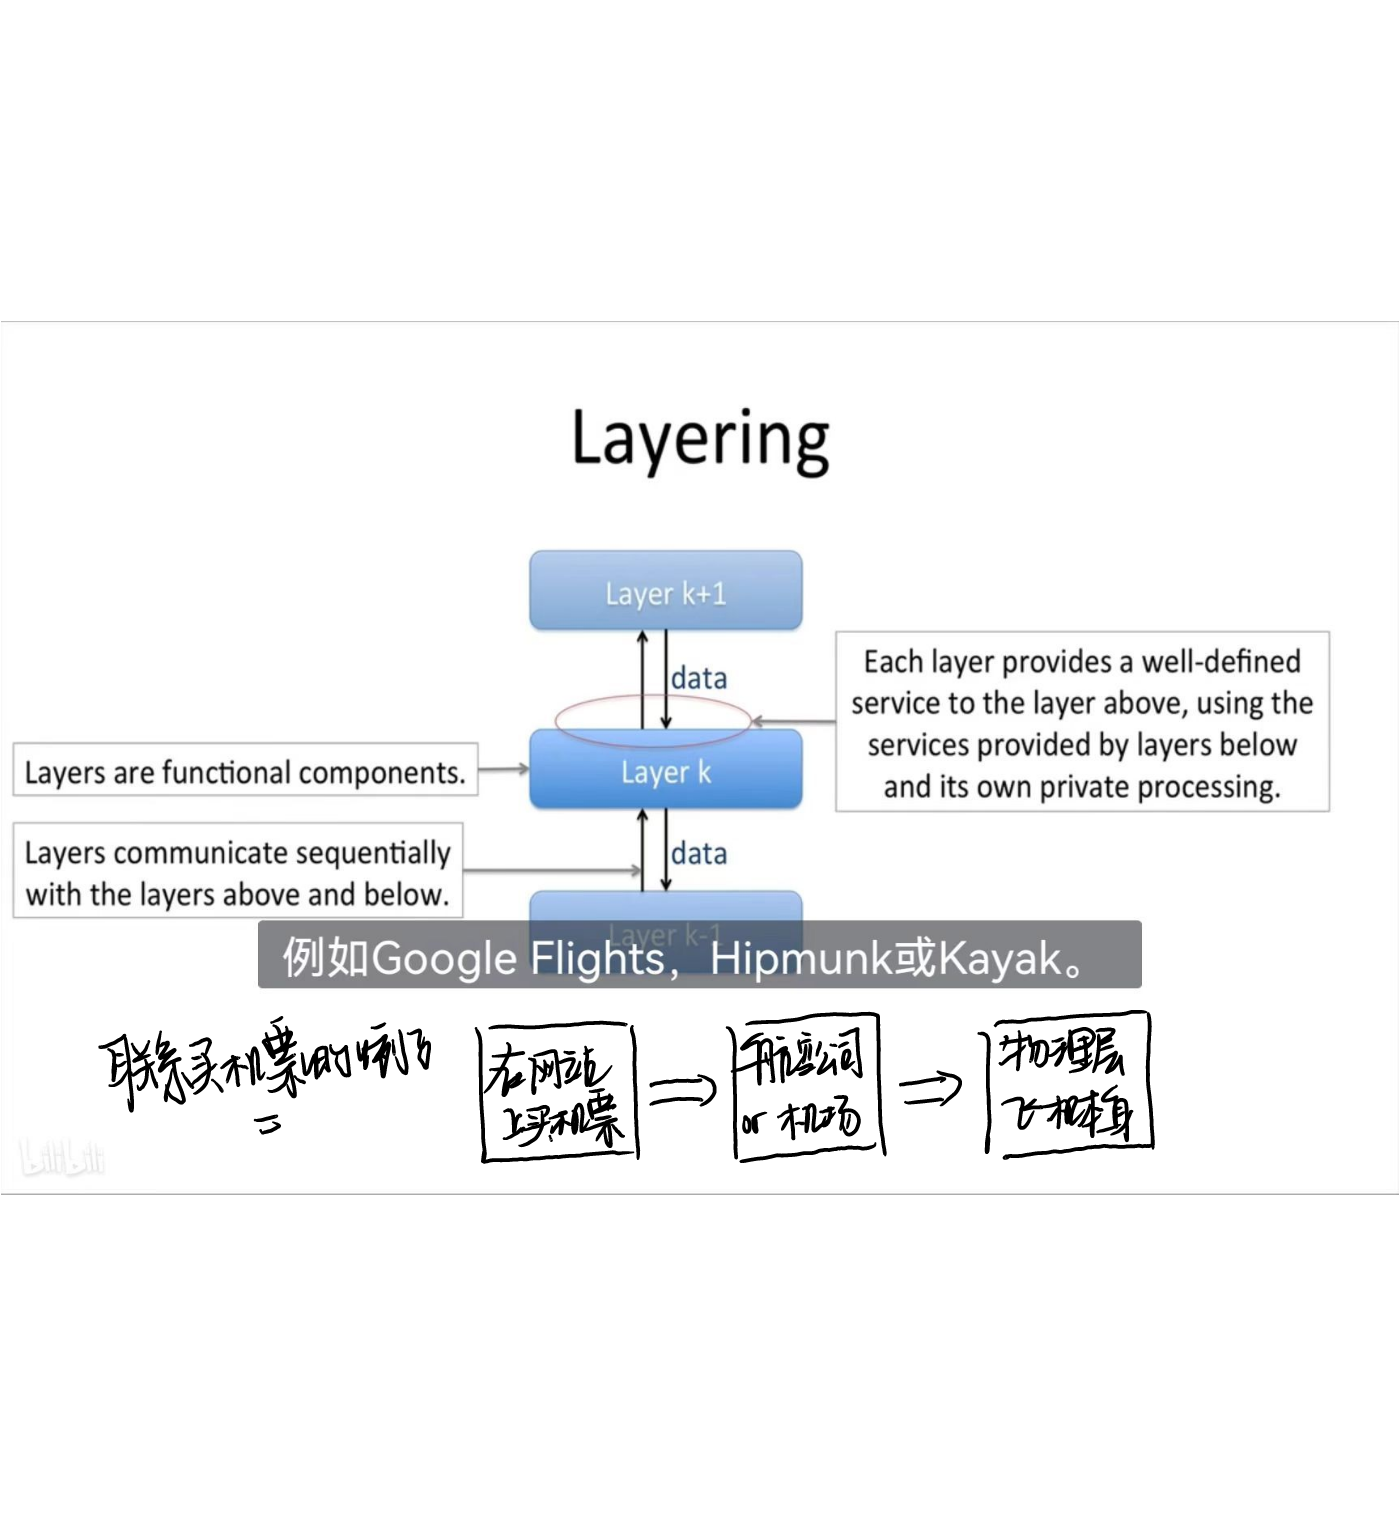 Layering
Layer k+1
data
Each layer provides a well-defined
service to the layer above, using the
services provided by layers below
and its own private processing.
Layers are functional components.
Layer k
Layers communicate sequentially
with the layers above and below.
data
Layer k-1
例如Google Flights，Hipmunk或Kayak。
联系买机票的例子
在网站
上买机票
航空公司
or 机场
物理层
飞机本身
bilibili